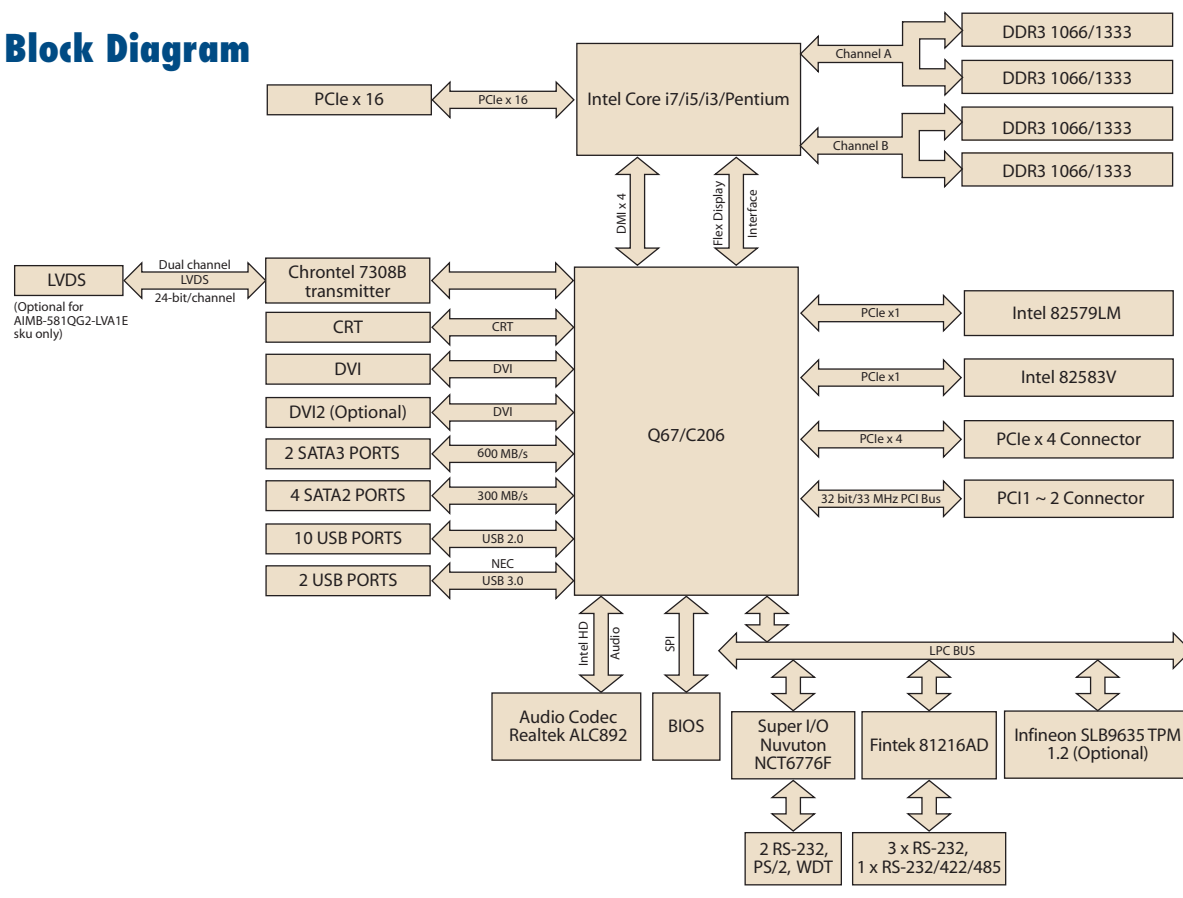 Block Diagram
DDR3 1066/1333
Channel A
DDR3 1066/1333
PCIe x 16
PCIe x 16
Intel Core i7/i5/i3/Pentium
DDR3 1066/1333
Channel B
DDR3 1066/1333
DMI x 4
Flex Display
Interface
LVDS
(Optional for
AIMB-581QG2-LVA1E
sku only)
Dual channel
LVDS
24-bit/channel
Chrontel 7308B
transmitter
CRT
CRT
DVI
DVI
DVI2 (Optional)
DVI
2 SATA3 PORTS
600 MB/s
4 SATA2 PORTS
300 MB/s
10 USB PORTS
USB 2.0
2 USB PORTS
NEC
USB 3.0
Q67/C206
PCIe x1
Intel 82579LM
PCIe x1
Intel 82583V
PCIe x 4
PCIe x 4 Connector
32 bit/33 MHz PCI Bus
PCI1 ~ 2 Connector
Intel HD
Audio
SPI
LPC BUS
Audio Codec
Realtek ALC892
BIOS
Super I/O
Nuvuton
NCT6776F
Fintek 81216AD
Infineon SLB9635 TPM
1.2 (Optional)
2 RS-232,
PS/2, WDT
3 x RS-232,
1 x RS-232/422/485